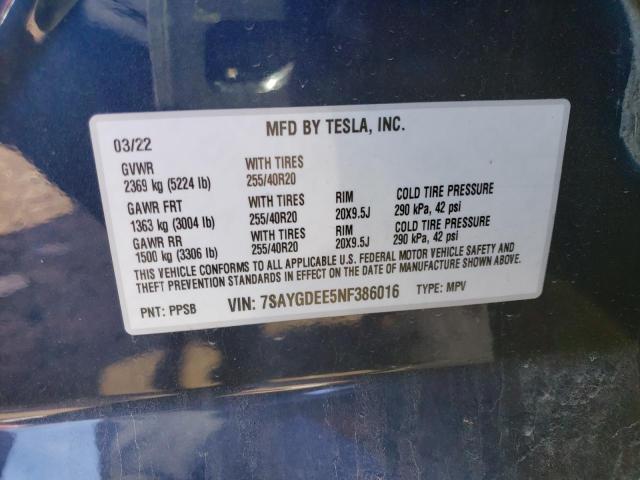 MFD BY TESLA, INC.
03/22
GVWR WITH TIRES
2369 kg (5224 lb) 255/40R20
GAWR FRT WITH TIRES RIM COLD TIRE PRESSURE
1363 kg (3004 lb) 255/40R20 20X9.5J 290 kPa, 42 psi
GAWR RR WITH TIRES RIM COLD TIRE PRESSURE
1500 kg (3306 lb) 255/40R20 20X9.5J 290 kPa, 42 psi
THIS VEHICLE CONFORMS TO ALL APPLICABLE U.S. FEDERAL MOTOR VEHICLE SAFETY AND
THEFT PREVENTION STANDARDS IN EFFECT ON THE DATE OF MANUFACTURE SHOWN ABOVE.
PNT: PPSB VIN: 7SAYGDEE5NF386016 TYPE: MPV